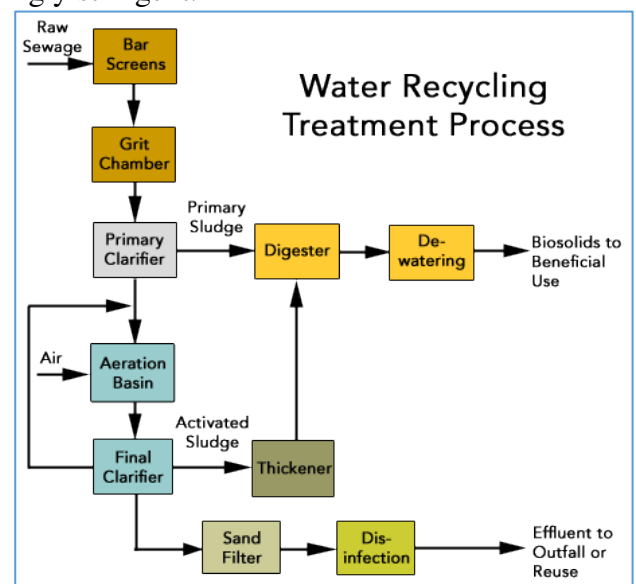 Raw
Sewage
Bar
Screens
Water Recycling
Treatment Process
Grit
Chamber
Primary
Sludge
Primary
Clarifier
Digester
De-
watering
Biosolids to
Beneficial
Use
Air
Aeration
Basin
Activated
Sludge
Final
Clarifier
Thickener
Sand
Filter
Dis-
infection
Effluent to
Outfall or
Reuse